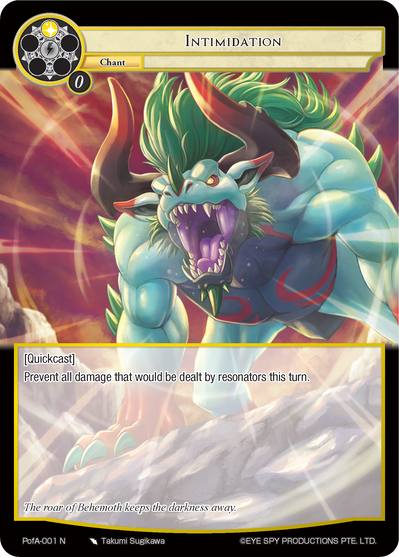 INTIMIDATION
Chant
0
[Quickcast]
Prevent all damage that would be dealt by resonators this turn.
The roar of Behemoth keeps the darkness away.
PofA-001 N Takumi Sugikawa ©EYE SPY PRODUCTIONS PTE. LTD.